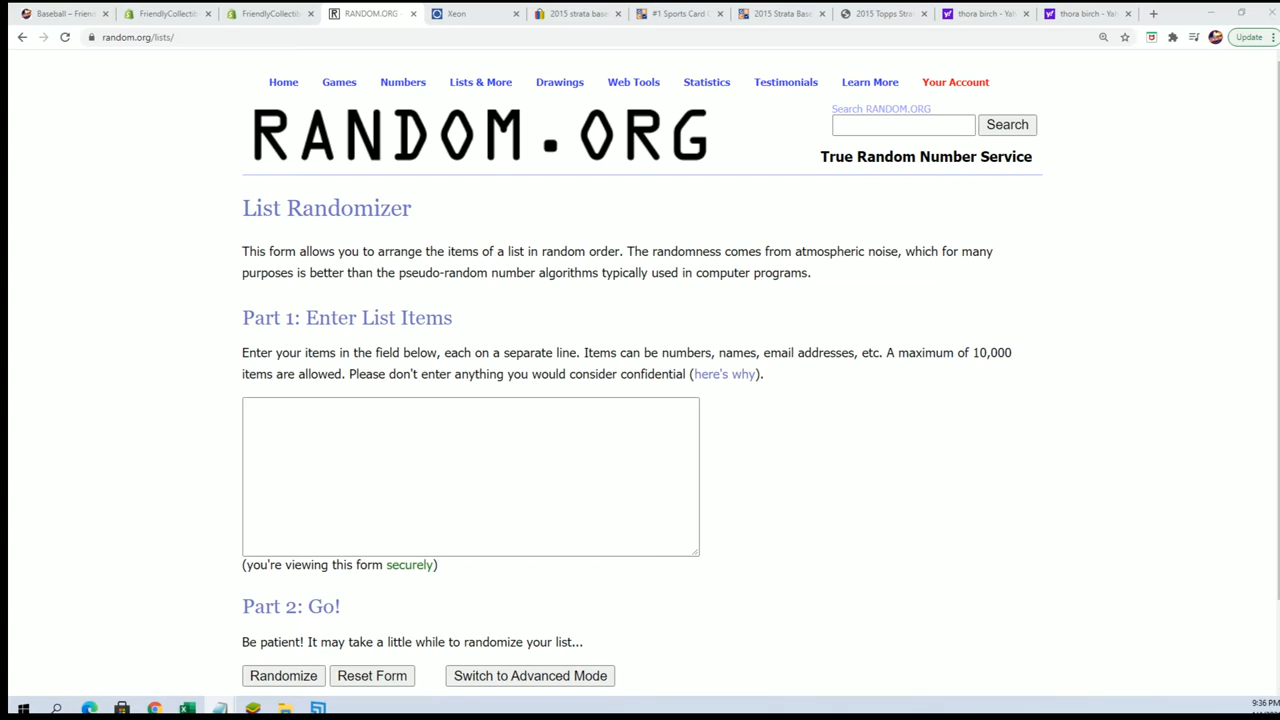 Baseball – Friend
FriendlyCollectib
FriendlyCollectib
RANDOM.ORG -
Xeon
2015 strata base
#1 Sports Card C
2015 Strata Base
2015 Topps Stra
thora birch - Yah
thora birch - Yah
random.org/lists/
Update
Home Games Numbers Lists & More Drawings Web Tools Statistics Testimonials Learn More Your Account
RANDOM.ORG
Search RANDOM.ORG
Search
True Random Number Service
List Randomizer
This form allows you to arrange the items of a list in random order. The randomness comes from atmospheric noise, which for many
purposes is better than the pseudo-random number algorithms typically used in computer programs.
Part 1: Enter List Items
Enter your items in the field below, each on a separate line. Items can be numbers, names, email addresses, etc. A maximum of 10,000
items are allowed. Please don't enter anything you would consider confidential (here's why).
(you're viewing this form securely)
Part 2: Go!
Be patient! It may take a little while to randomize your list...
Randomize Reset Form Switch to Advanced Mode
9:36 PM